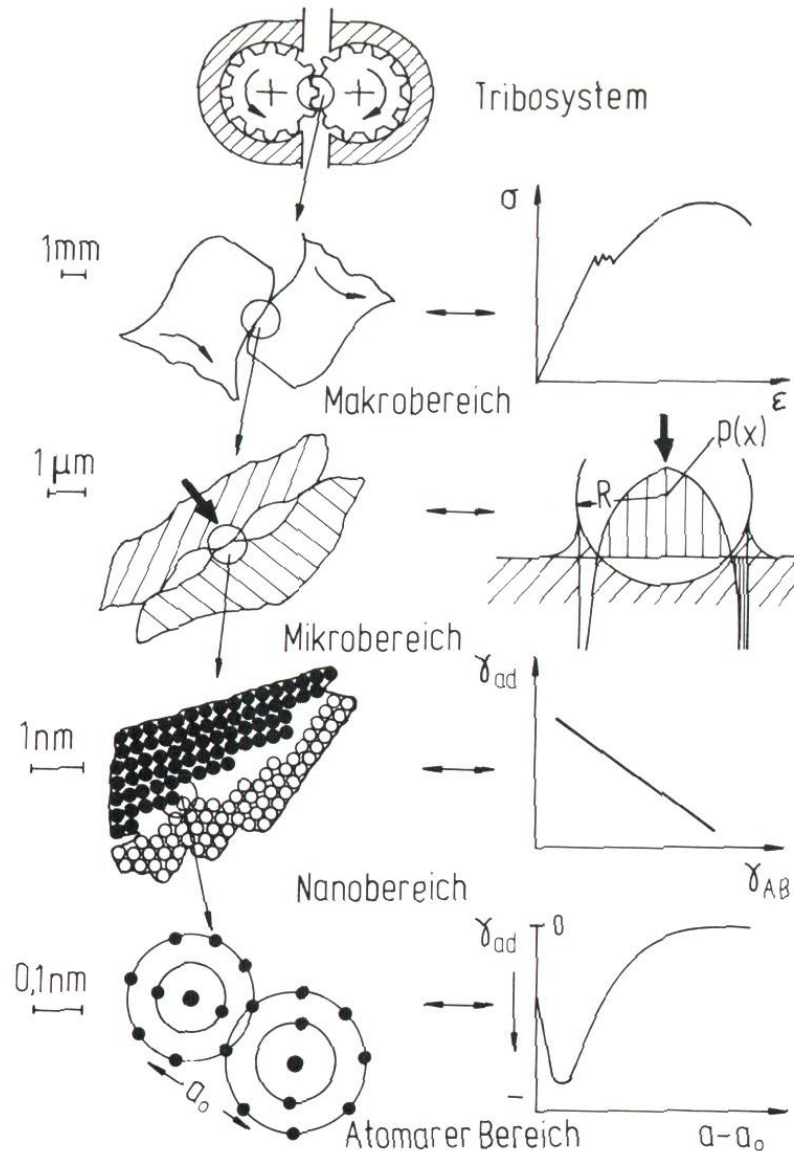 Tribosystem
1mm
σ
ε
Makrobereich
1µm
p(x)
R
Mikrobereich
γad
1nm
γAB
Nanobereich
γad
0
0,1nm
a₀
–
Atomarer Bereich
a-a₀